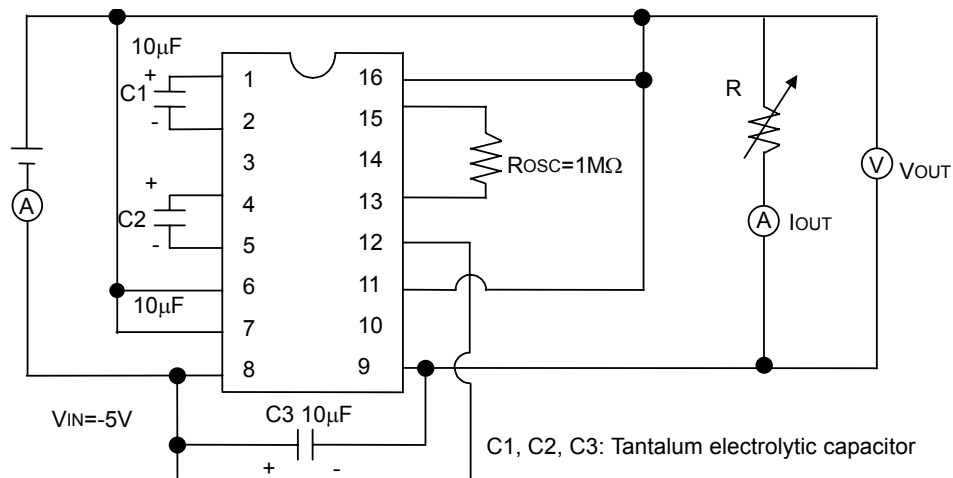 10μF
+
C1
-
+
C2
-
10μF
1
2
3
4
5
6
7
8
16
15
14
13
12
11
10
9
ROSC=1MΩ
R
A
A
IOUT
V
VOUT
VIN=-5V
C3 10μF
+ -
C1, C2, C3: Tantalum electrolytic capacitor